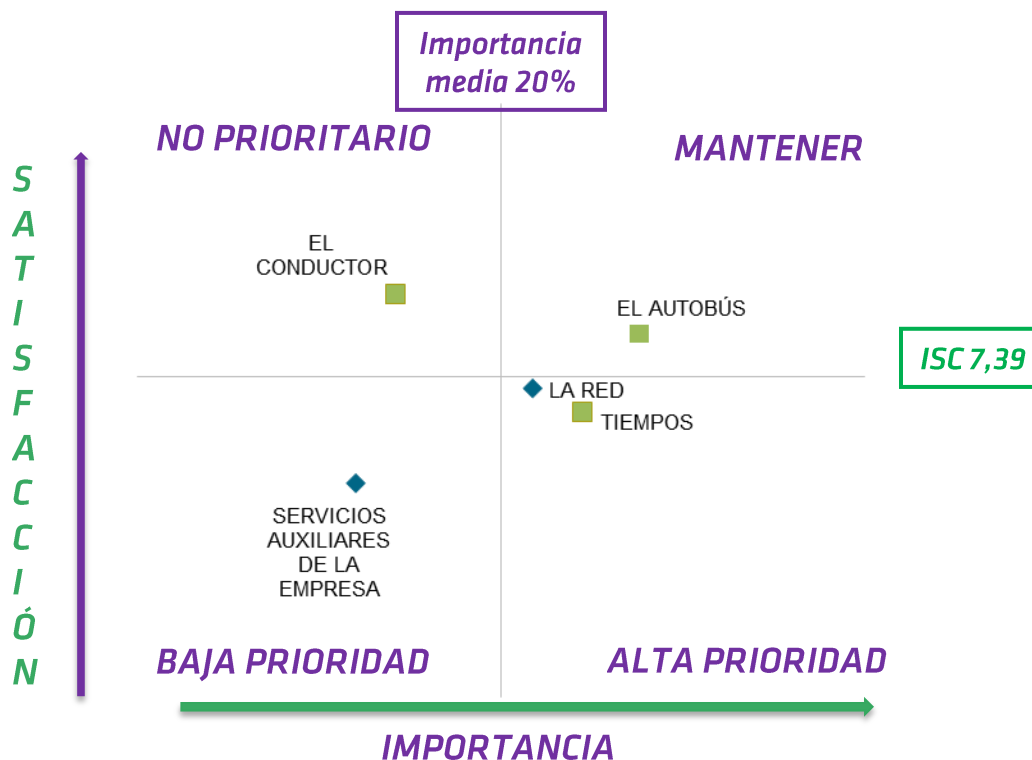 Importancia
media 20%
NO PRIORITARIO
MANTENER
S
A
T
I
S
F
A
C
C
I
Ó
N
EL
CONDUCTOR
EL AUTOBÚS
ISC 7,39
LA RED
TIEMPOS
SERVICIOS
AUXILIARES
DE LA
EMPRESA
BAJA PRIORIDAD
ALTA PRIORIDAD
IMPORTANCIA